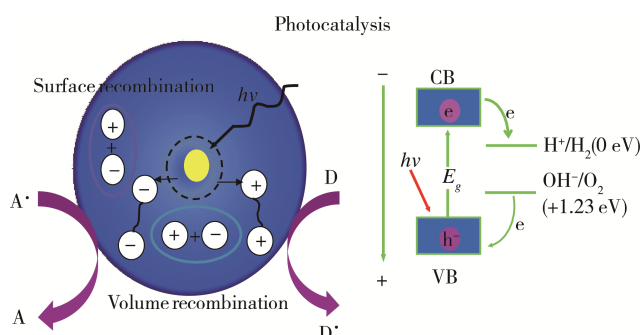 Photocatalysis
Surface recombination
hν
+
+
−
−
+
−
+
+
−
+
Volume recombination
A•
A
D
D•
−
+
CB
e
e
hν
E_g
h⁻
e
VB
H⁺/H₂(0 eV)
OH⁻/O₂
(+1.23 eV)